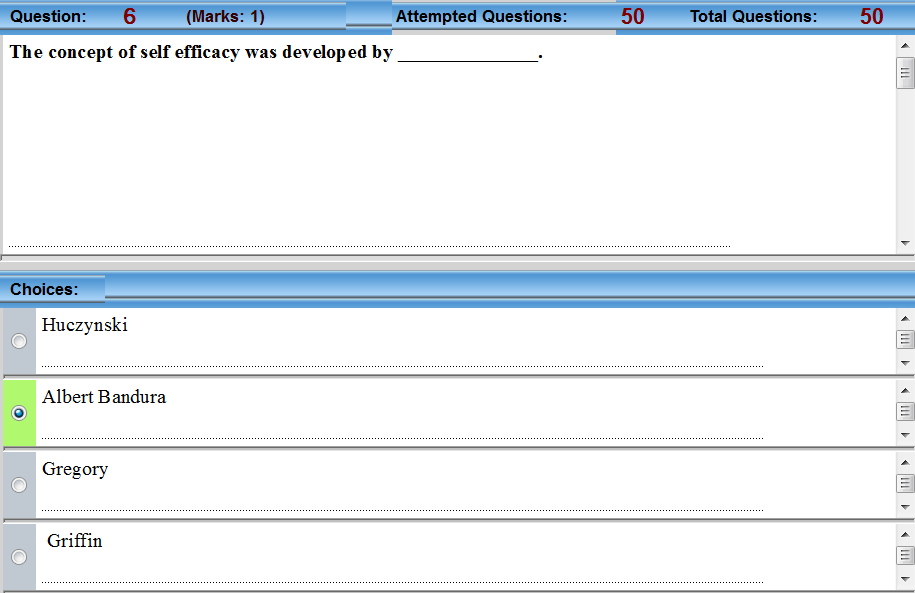 Question: 6 (Marks: 1) Attempted Questions: 50 Total Questions: 50
The concept of self efficacy was developed by _______________.
Choices:
Huczynski
Albert Bandura
Gregory
Griffin